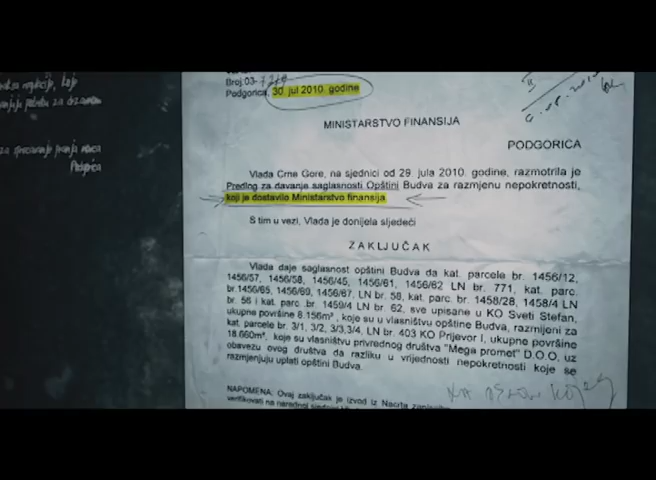 Broj:03-
Podgorica, 30. jul 2010. godine
MINISTARSTVO FINANSIJA
PODGORICA
Vlada Crne Gore, na sjednici od 29. jula 2010. godine, razmotrila je
Predlog za davanje saglasnosti Opštini Budva za razmjenu nepokretnosti,
koji je dostavilo Ministarstvo finansija
S tim u vezi, Vlada je donijela sljedeći
ZAKLJUČAK
Vlada daje saglasnost opštini Budva da kat. parcele br. 1456/12,
1456/57, 1456/58, 1456/45, 1456/61, 1456/62 LN br. 771, kat. parc.
br.1456/65, 1456/69, 1456/67, LN br. 58, kat. parc. br. 1458/28, 1458/4 LN
br. 56 i kat. parc. br. 1459/4 LN br. 62, sve upisane u KO Sveti Stefan,
ukupne površine 8.156m², koje su u vlasništvu opštine Budva, razmijeni za
kat. parcele br. 3/1, 3/2, 3/3,3/4, LN br. 403 KO Prijevor I, ukupne površine
18.660m², koje su vlasništvu privrednog društva "Mega promet" D.O.O, uz
obavezu ovog društva da razliku u vrijednosti nepokretnosti koje se
razmjenjuju uplati opštini Budva.
NAPOMENA: Ovaj zaključak je izvod iz Nacrta